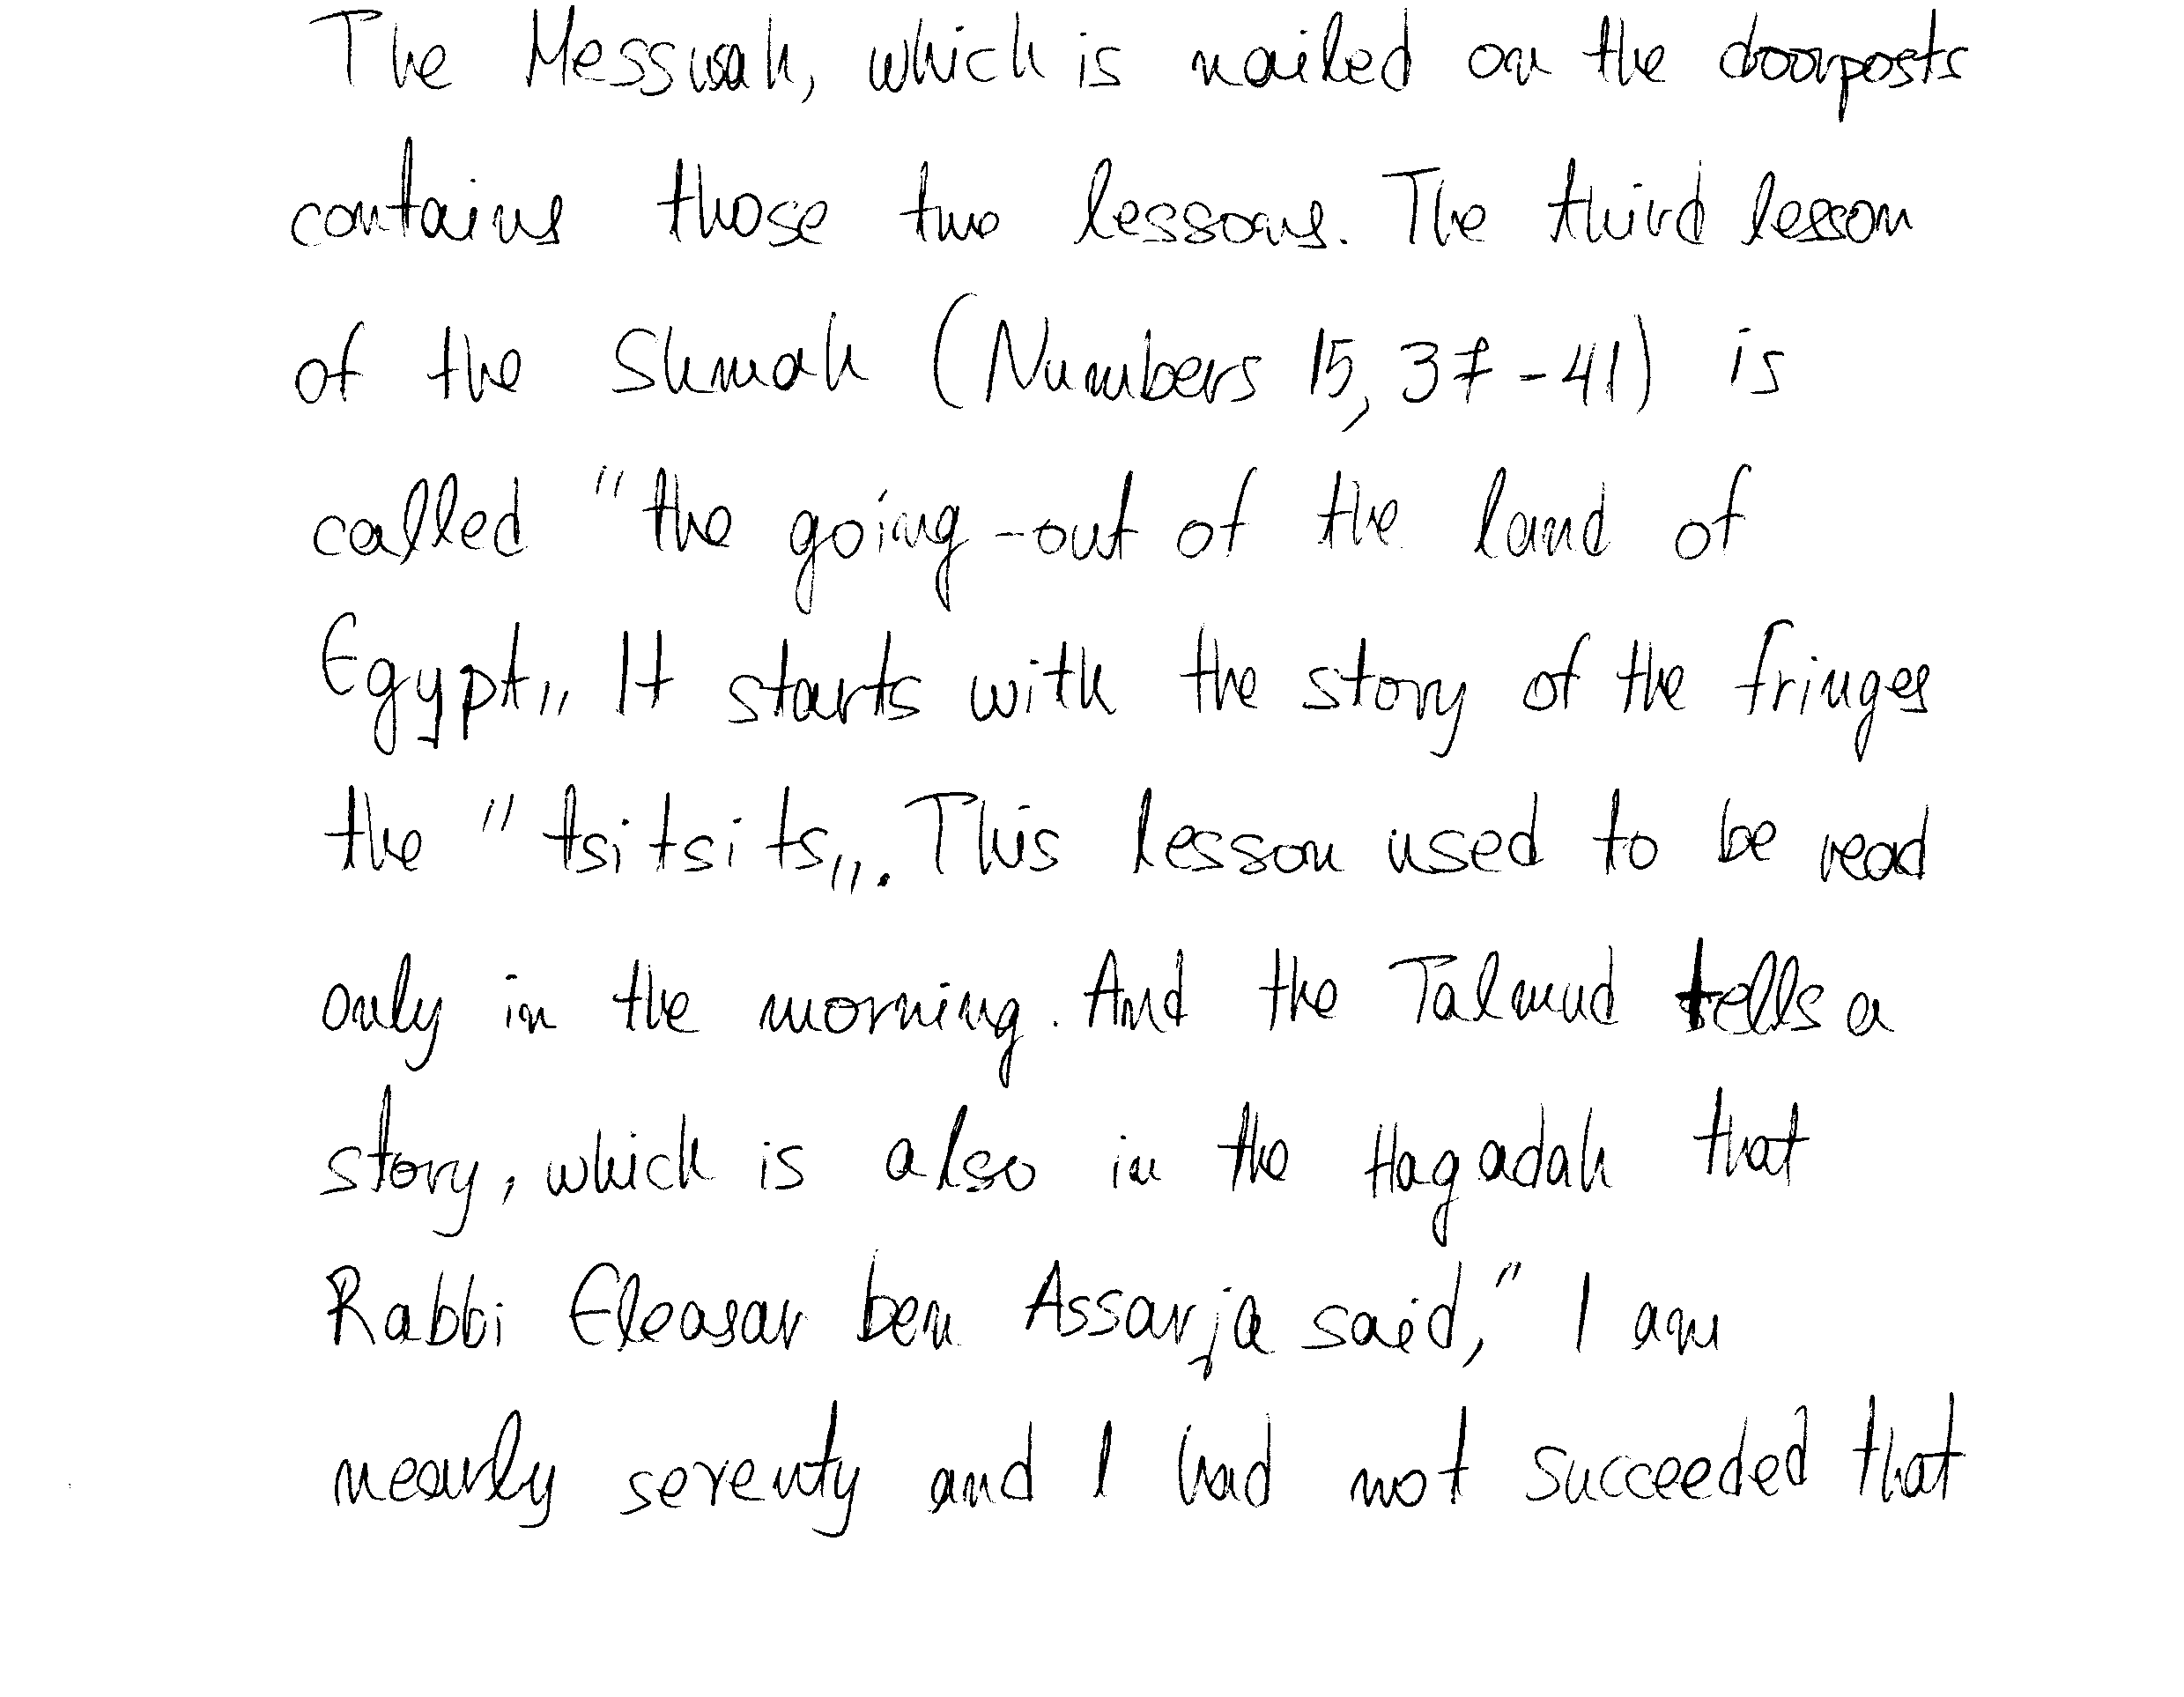 The Messusah, which is nailed on the doorposts
contains those two lessons. The third lesson
of the Shmah (Numbers 15, 37-41) is
called "the going-out of the land of
Egypt„ It starts with the story of the fringes
the "tsitsits„. This lesson used to be read
only in the morning. And the Talmud tells a
story, which is also in the Hagadah that
Rabbi Eleasar ben Assarja said," I am
nearly seventy and I had not succeeded that